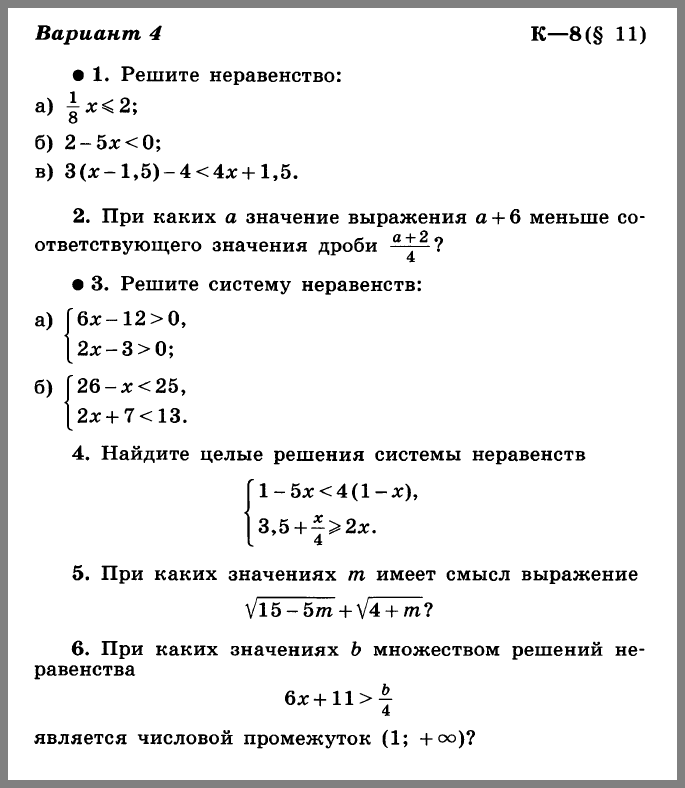 Вариант 4 К—8(§ 11)
● 1. Решите неравенство:
а) 1/8 x ⩽ 2;
б) 2 – 5x < 0;
в) 3(x – 1,5) – 4 < 4x + 1,5.
2. При каких a значение выражения a + 6 меньше со-
ответствующего значения дроби (a + 2)/4?
● 3. Решите систему неравенств:
а) { 6x – 12 > 0,
2x – 3 > 0;
б) { 26 – x < 25,
2x + 7 < 13.
4. Найдите целые решения системы неравенств
{ 1 – 5x < 4(1 – x),
3,5 + x/4 ⩾ 2x.
5. При каких значениях m имеет смысл выражение
√(15 – 5m) + √(4 + m)?
6. При каких значениях b множеством решений не-
равенства
6x + 11 > b/4
является числовой промежуток (1; +∞)?